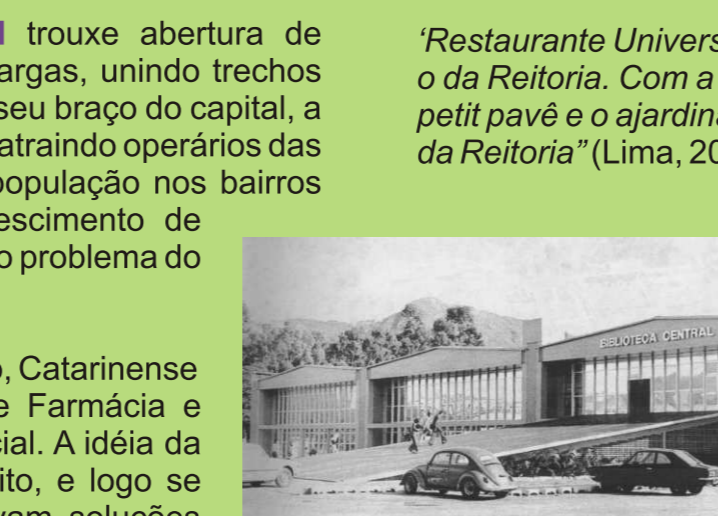 trouxe abertura de
argas, unindo trechos
seu braço do capital, a
atraindo operários das
população nos bairros
escimento de
o problema do
o, Catarinense
e Farmácia e
cial. A idéia da
ito, e logo se
vam soluções
‘Restaurante Univers
o da Reitoria. Com a
petit pavê e o ajardina
da Reitoria” (Lima, 20
BIBLIOTECA CENTRAL